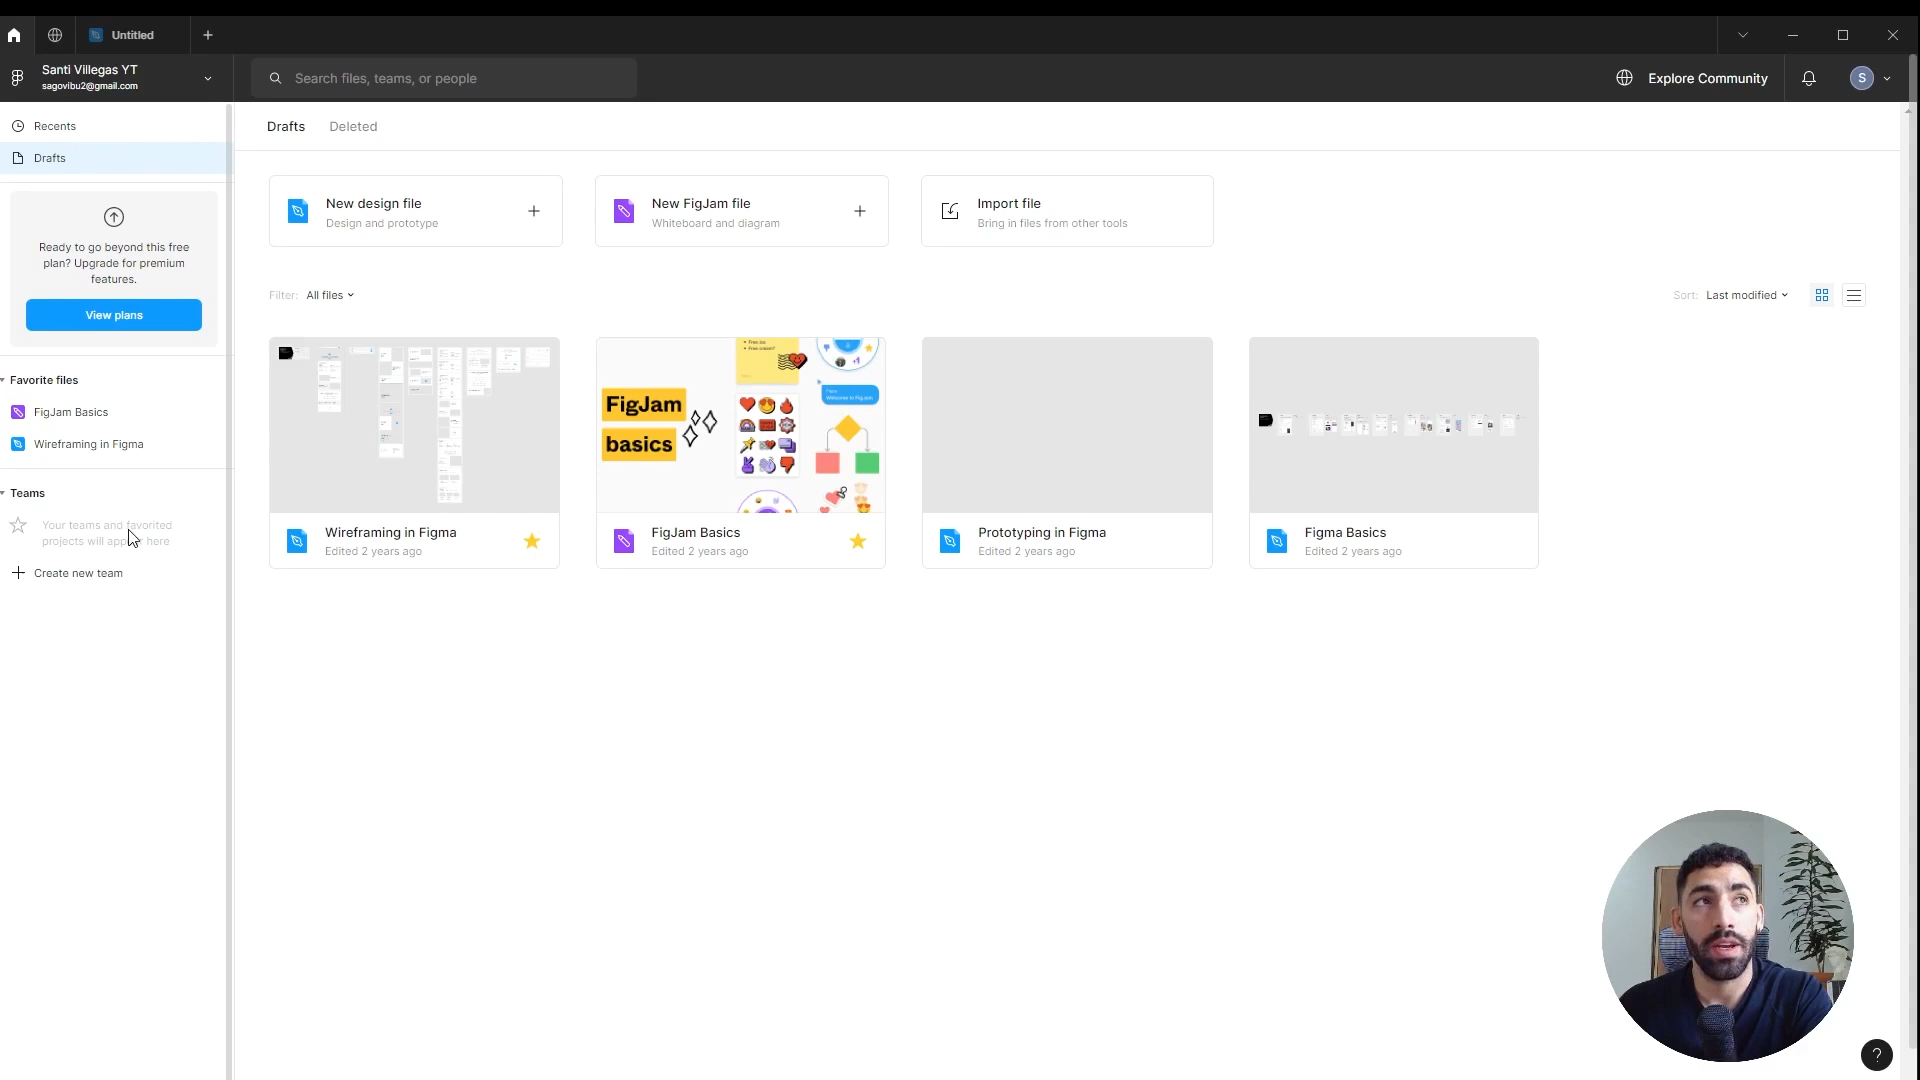 Untitled
Santi Villegas YT
sagovibu2@gmail.com
Search files, teams, or people
Explore Community
S
Recents
Drafts
Ready to go beyond this free
plan? Upgrade for premium
features.
View plans
Favorite files
FigJam Basics
Wireframing in Figma
Teams
Your teams and favorited
projects will appear here
Create new team
Drafts Deleted
New design file
Design and prototype
New FigJam file
Whiteboard and diagram
Import file
Bring in files from other tools
Filter: All files
Sort: Last modified
FigJam
basics
Wireframing in Figma
Edited 2 years ago
FigJam Basics
Edited 2 years ago
Prototyping in Figma
Edited 2 years ago
Figma Basics
Edited 2 years ago
?